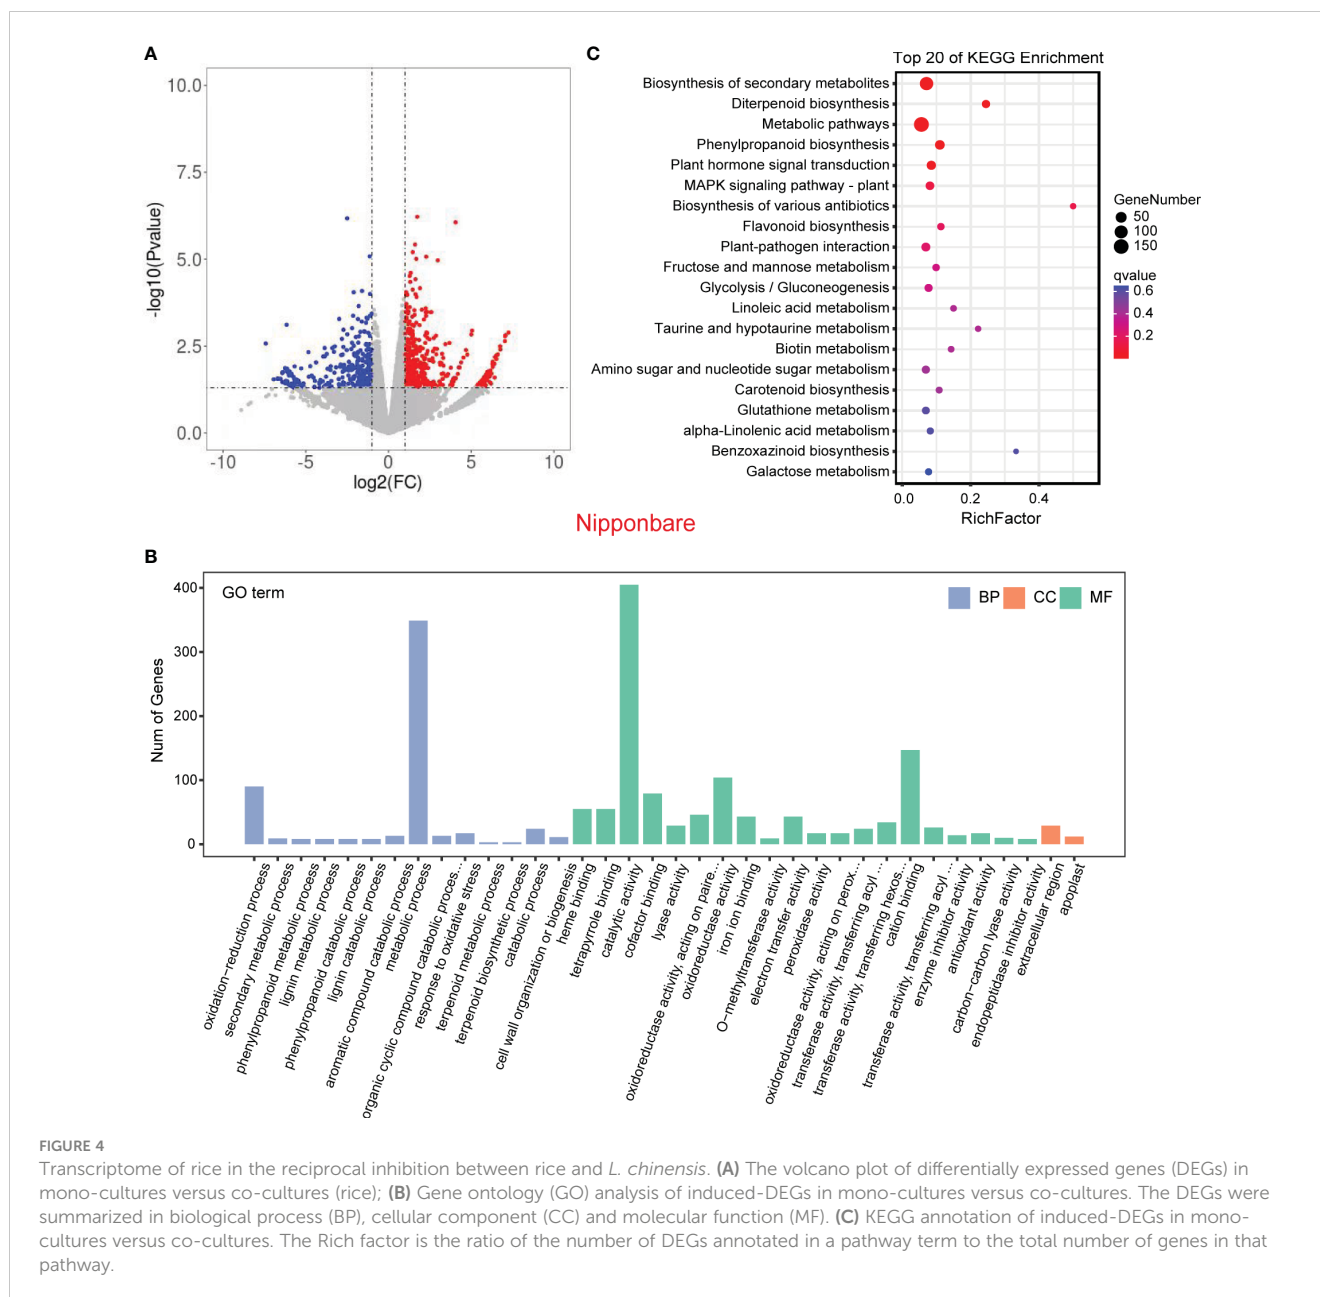 A
10.0
7.5
5.0
2.5
0.0
-log10(Pvalue)
-10
-5
0
5
10
log2(FC)
C
Top 20 of KEGG Enrichment
Biosynthesis of secondary metabolites
Diterpenoid biosynthesis
Metabolic pathways
Phenylpropanoid biosynthesis
Plant hormone signal transduction
MAPK signaling pathway - plant
Biosynthesis of various antibiotics
Flavonoid biosynthesis
Plant-pathogen interaction
Fructose and mannose metabolism
Glycolysis / Gluconeogenesis
Linoleic acid metabolism
Taurine and hypotaurine metabolism
Biotin metabolism
Amino sugar and nucleotide sugar metabolism
Carotenoid biosynthesis
Glutathione metabolism
alpha-Linolenic acid metabolism
Benzoxazinoid biosynthesis
Galactose metabolism
0.0
0.2
0.4
RichFactor
GeneNumber
50
100
150
qvalue
0.6
0.4
0.2
Nipponbare
B
GO term
BP
CC
MF
400
300
200
100
0
Num of Genes
oxidation-reduction process
secondary metabolic process
phenylpropanoid metabolic process
lignin metabolic process
phenylpropanoid catabolic process
lignin catabolic process
aromatic compound catabolic process
metabolic process
organic cyclic compound catabolic proces...
response to oxidative stress
terpenoid metabolic process
terpenoid biosynthetic process
catabolic process
cell wall organization or biogenesis
heme binding
tetrapyrrole binding
catalytic activity
cofactor binding
lyase activity
oxidoreductase activity, acting on paire...
oxidoreductase activity
iron ion binding
O-methyltransferase activity
electron transfer activity
peroxidase activity
oxidoreductase activity, acting on perox...
transferase activity, transferring acyl ...
transferase activity, transferring hexos...
cation binding
transferase activity, transferring acyl ...
enzyme inhibitor activity
antioxidant activity
carbon-carbon lyase activity
endopeptidase inhibitor activity
extracellular region
apoplast
FIGURE 4
Transcriptome of rice in the reciprocal inhibition between rice and L. chinensis. (A) The volcano plot of differentially expressed genes (DEGs) in
mono-cultures versus co-cultures (rice); (B) Gene ontology (GO) analysis of induced-DEGs in mono-cultures versus co-cultures. The DEGs were
summarized in biological process (BP), cellular component (CC) and molecular function (MF). (C) KEGG annotation of induced-DEGs in mono-
cultures versus co-cultures. The Rich factor is the ratio of the number of DEGs annotated in a pathway term to the total number of genes in that
pathway.